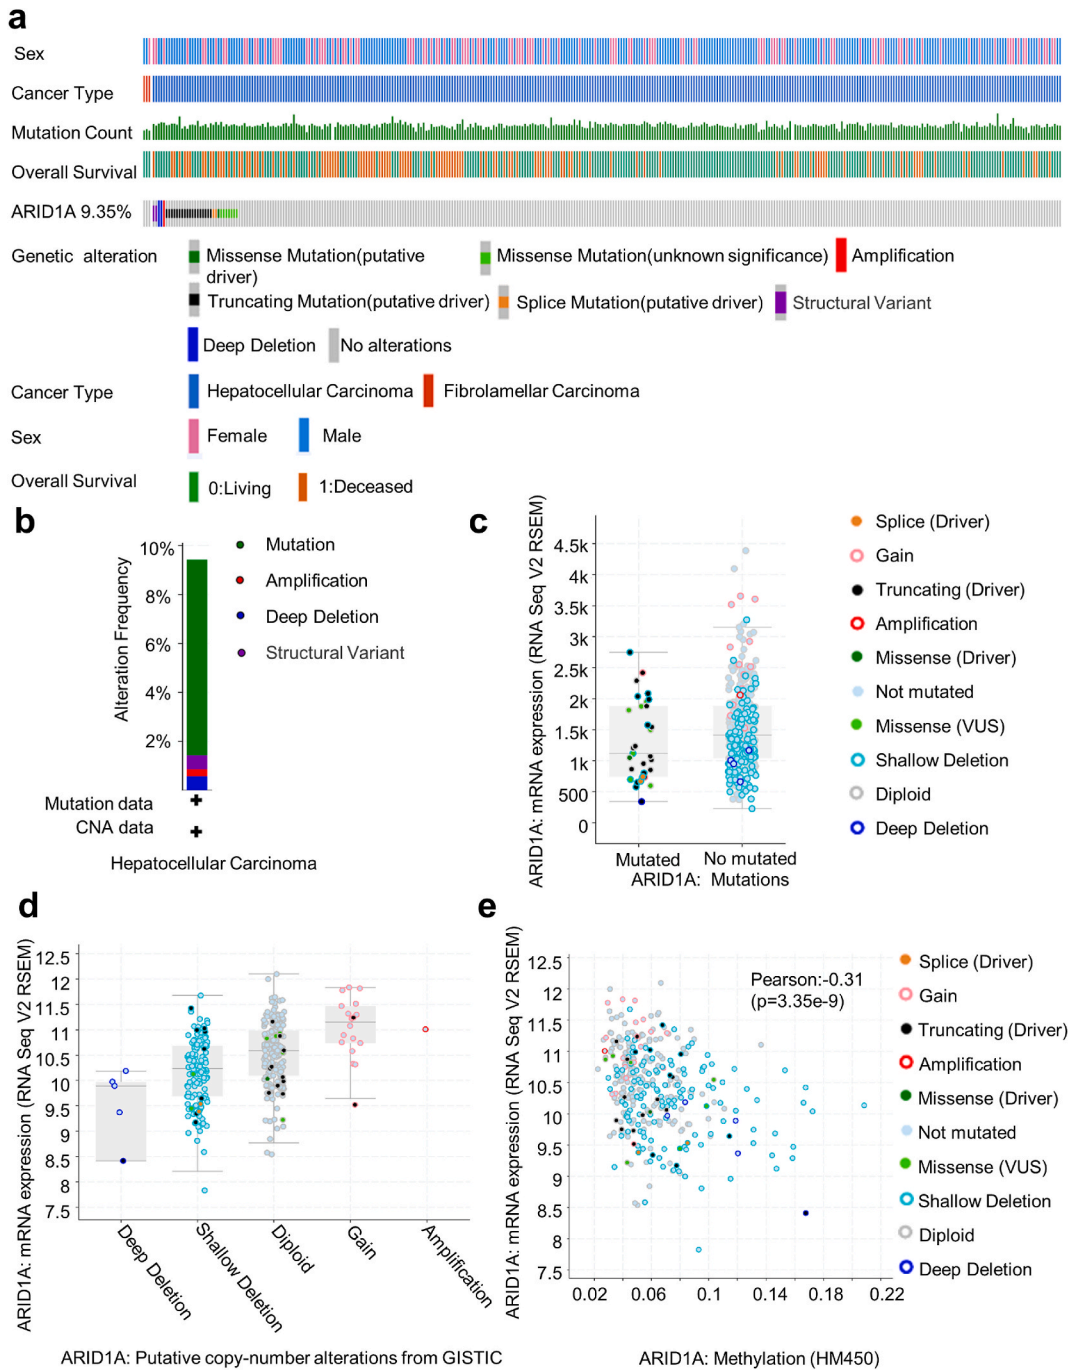 a
Sex
Cancer Type
Mutation Count
Overall Survival
ARID1A 9.35%
Genetic alteration
Missense Mutation(putative
driver)
Missense Mutation(unknown significance)
Amplification
Truncating Mutation(putative driver)
Splice Mutation(putative driver)
Structural Variant
Deep Deletion
No alterations
Cancer Type
Hepatocellular Carcinoma
Fibrolamellar Carcinoma
Sex
Female
Male
Overall Survival
0:Living
1:Deceased
b
Alteration Frequency
10%
8%
6%
4%
2%
Mutation
Amplification
Deep Deletion
Structural Variant
Mutation data +
CNA data +
Hepatocellular Carcinoma
c
ARID1A: mRNA expression (RNA Seq V2 RSEM)
4.5k
4k
3.5k
3k
2.5k
2k
1.5k
1k
500
0
Mutated
No mutated
ARID1A: Mutations
Splice (Driver)
Gain
Truncating (Driver)
Amplification
Missense (Driver)
Not mutated
Missense (VUS)
Shallow Deletion
Diploid
Deep Deletion
d
ARID1A: mRNA expression (RNA Seq V2 RSEM)
12.5
12
11.5
11
10.5
10
9.5
9
8.5
8
7.5
Deep Deletion
Shallow Deletion
Diploid
Gain
Amplification
ARID1A: Putative copy-number alterations from GISTIC
e
ARID1A: mRNA expression (RNA Seq V2 RSEM)
12.5
12
11.5
11
10.5
10
9.5
9
8.5
8
7.5
Pearson:-0.31
(p=3.35e-9)
0.02
0.06
0.1
0.14
0.18
0.22
ARID1A: Methylation (HM450)
Splice (Driver)
Gain
Truncating (Driver)
Amplification
Missense (Driver)
Not mutated
Missense (VUS)
Shallow Deletion
Diploid
Deep Deletion